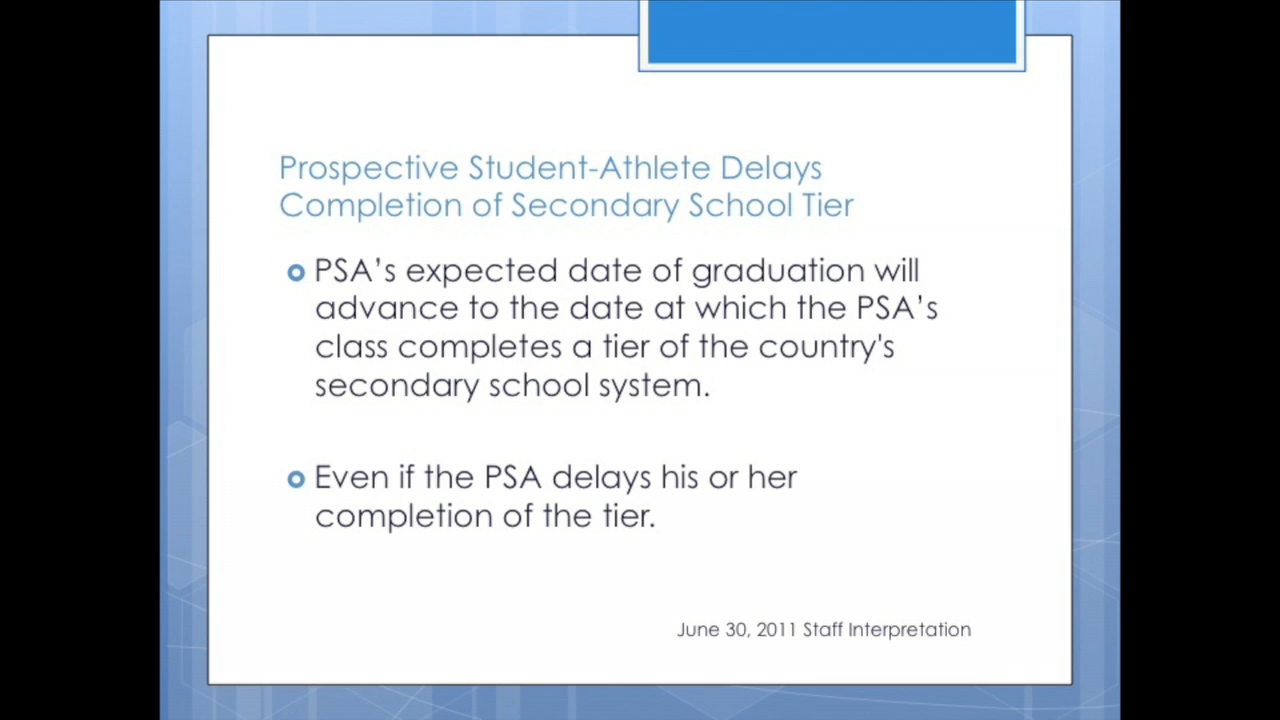 Prospective Student-Athlete Delays
Completion of Secondary School Tier
PSA’s expected date of graduation will
advance to the date at which the PSA’s
class completes a tier of the country's
secondary school system.
Even if the PSA delays his or her
completion of the tier.
June 30, 2011 Staff Interpretation